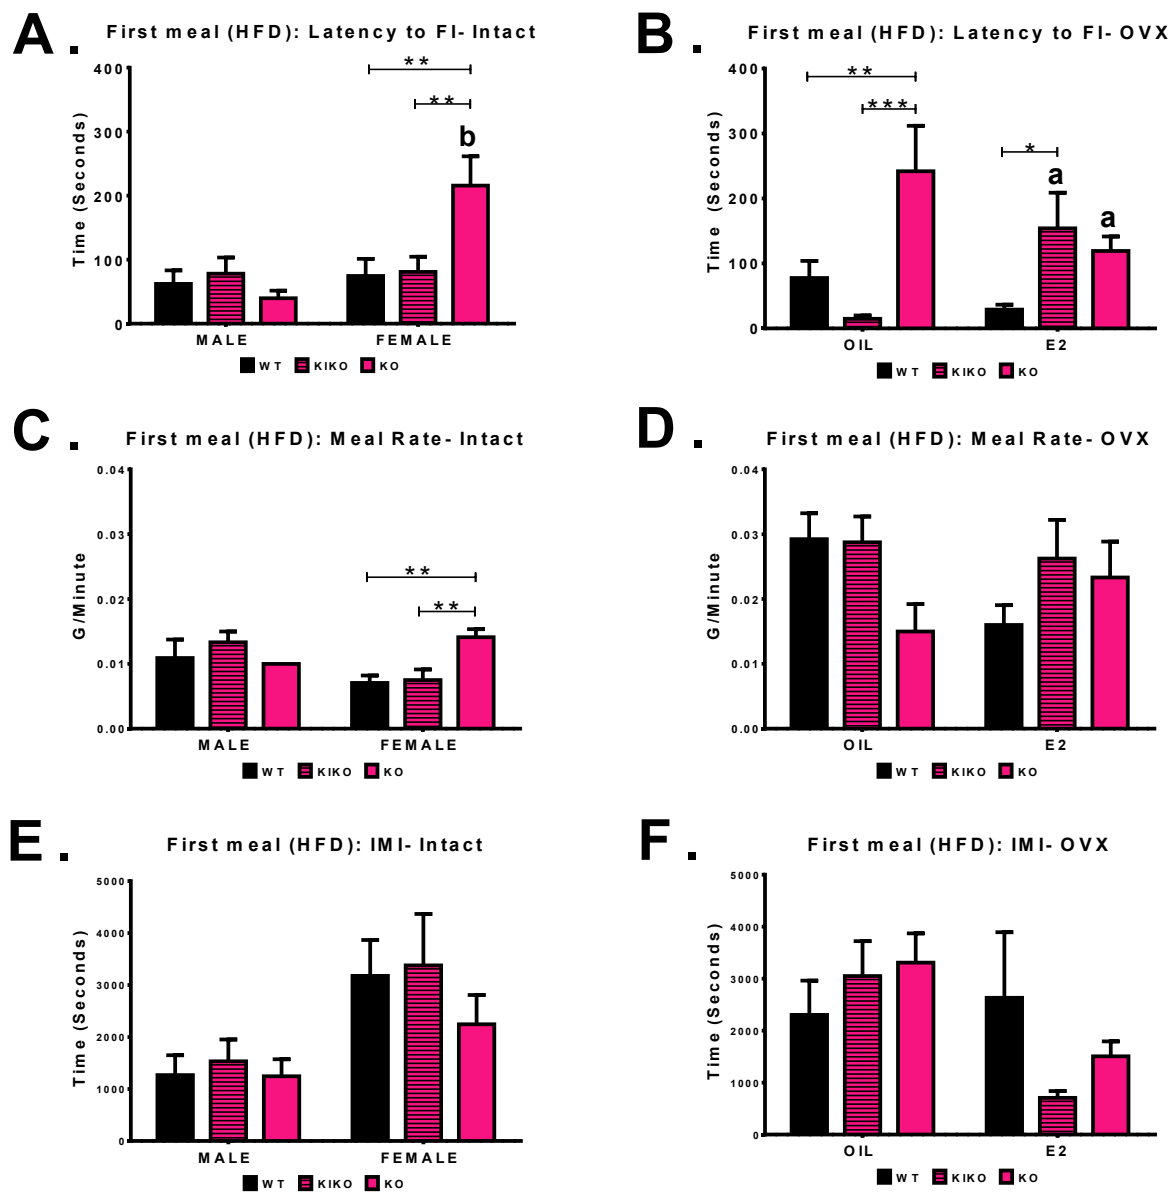 A .
First meal (HFD): Latency to FI- Intact
Time (Seconds)
400
300
200
100
0
**
**
b
MALE
FEMALE
WT KIKO KO
B .
First meal (HFD): Latency to FI- OVX
Time (Seconds)
400
300
200
100
0
**
***
*
a
a
OIL
E2
WT KIKO KO
C .
First meal (HFD): Meal Rate- Intact
G/Minute
0.04
0.03
0.02
0.01
0.00
**
**
MALE
FEMALE
WT KIKO KO
D .
First meal (HFD): Meal Rate- OVX
0.04
0.03
0.02
0.01
0.00
G/Minute
OIL
E2
WT KIKO KO
E .
First meal (HFD): IMI- Intact
Time (Seconds)
5000
4000
3000
2000
1000
0
MALE
FEMALE
WT KIKO KO
F .
First meal (HFD): IMI- OVX
Time (Seconds)
5000
4000
3000
2000
1000
0
OIL
E2
WT KIKO KO